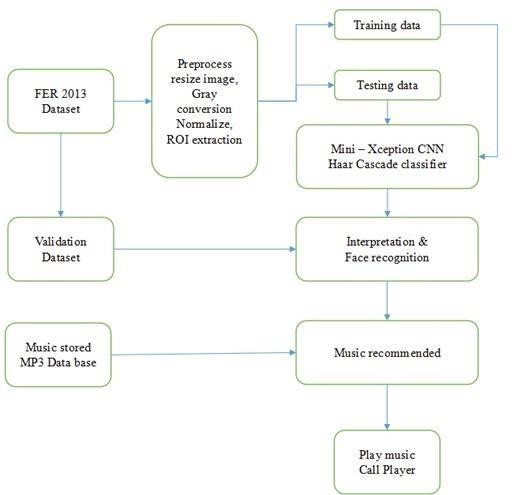 Training data
Preprocess
resize image,
Gray
conversion
Normalize,
ROI extraction
FER 2013
Dataset
Testing data
Mini – Xception CNN
Haar Cascade classifier
Validation
Dataset
Interpretation &
Face recognition
Music stored
MP3 Data base
Music recommended
Play music
Call Player